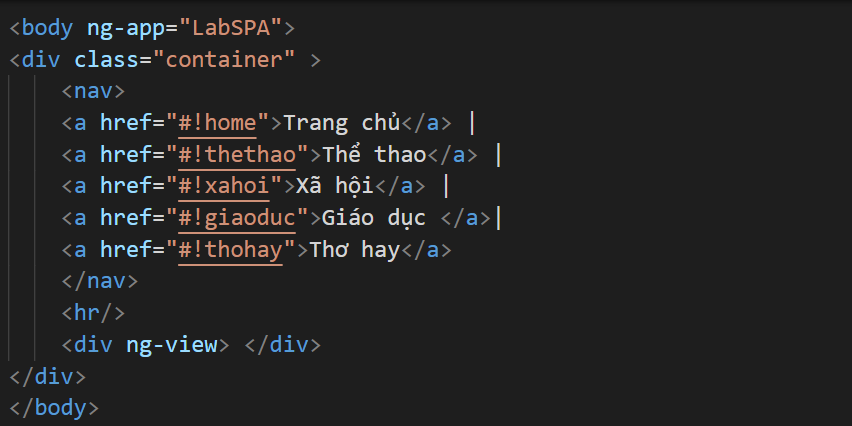 <body ng-app="LabSPA">
<div class="container" >
<nav>
<a href="#!home">Trang chủ</a> |
<a href="#!thethao">Thể thao</a> |
<a href="#!xahoi">Xã hội</a> |
<a href="#!giaoduc">Giáo dục </a>|
<a href="#!thohay">Thơ hay</a>
</nav>
<hr/>
<div ng-view> </div>
</div>
</body>